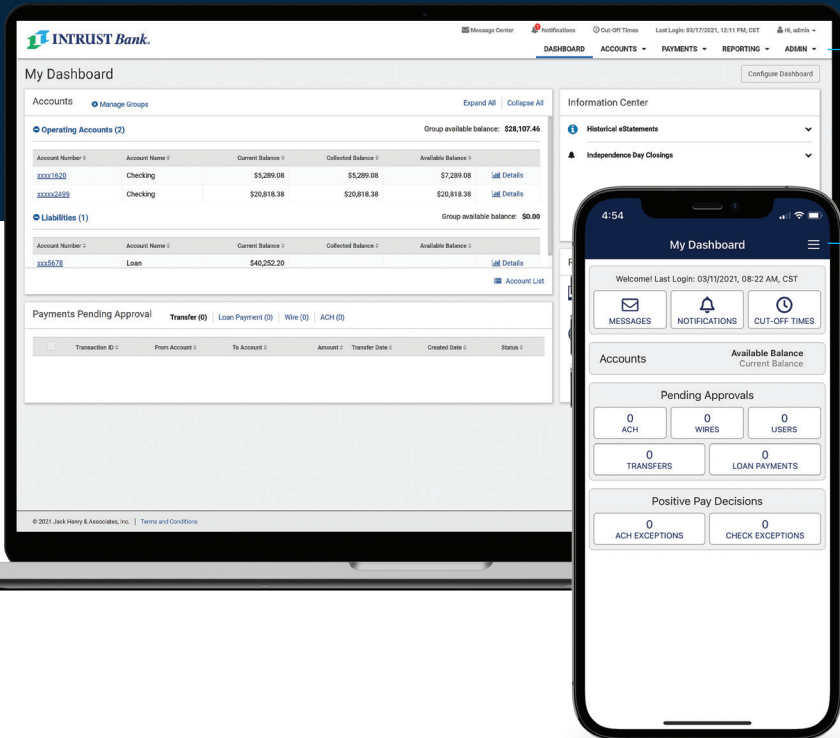 INTRUST Bank.
Message Center 1 Notifications Cut-Off Times Last Login: 03/17/2021, 12:11 PM, CST Hi, admin
DASHBOARD ACCOUNTS PAYMENTS REPORTING ADMIN
My Dashboard
Configure Dashboard
Accounts Manage Groups Expand All Collapse All
Operating Accounts (2) Group available balance: $28,107.46
Account Number Account Name Current Balance Collected Balance Available Balance
xxxx1620 Checking $5,289.08 $5,289.08 $7,289.08 Details
xxxxx2499 Checking $20,818.38 $20,818.38 $20,818.38 Details
Liabilities (1) Group available balance: $0.00
Account Number Account Name Current Balance Collected Balance Available Balance
xxx5678 Loan $40,252.20 Details
Account List
Payments Pending Approval Transfer (0) Loan Payment (0) Wire (0) ACH (0)
Transaction ID From Account To Account Amount Transfer Date Created Date Status
© 2021 Jack Henry & Associates, Inc. | Terms and Conditions
Information Center
Historical eStatements
Independence Day Closings
4:54
My Dashboard
Welcome! Last Login: 03/11/2021, 08:22 AM, CST
MESSAGES NOTIFICATIONS CUT-OFF TIMES
Accounts Available Balance
Current Balance
Pending Approvals
0 0 0
ACH WIRES USERS
0 0
TRANSFERS LOAN PAYMENTS
Positive Pay Decisions
0 0
ACH EXCEPTIONS CHECK EXCEPTIONS